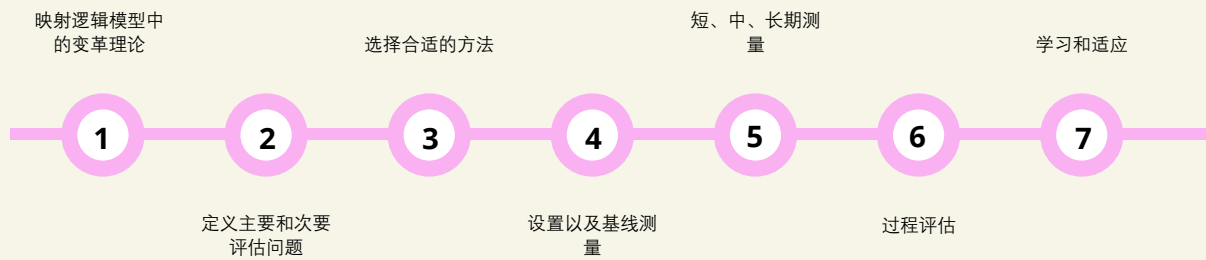 映射逻辑模型中
的变革理论
选择合适的方法
短、中、长期测
量
学习和适应
1
2
3
4
5
6
7
定义主要和次要
评估问题
设置以及基线测
量
过程评估